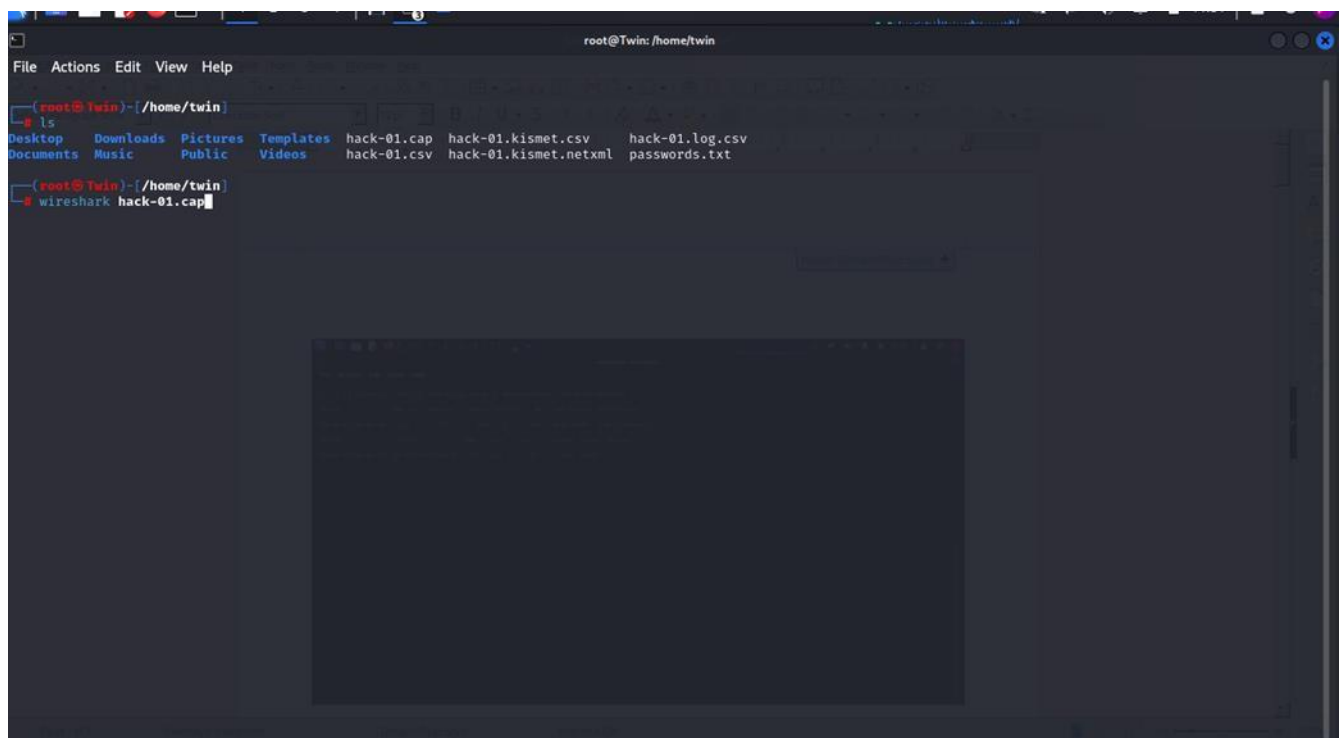 root@Twin: /home/twin
File Actions Edit View Help
(root㉿Twin)-[/home/twin]
# ls
Desktop Downloads Pictures Templates hack-01.cap hack-01.kismet.csv hack-01.log.csv
Documents Music Public Videos hack-01.csv hack-01.kismet.netxml passwords.txt
(root㉿Twin)-[/home/twin]
# wireshark hack-01.cap